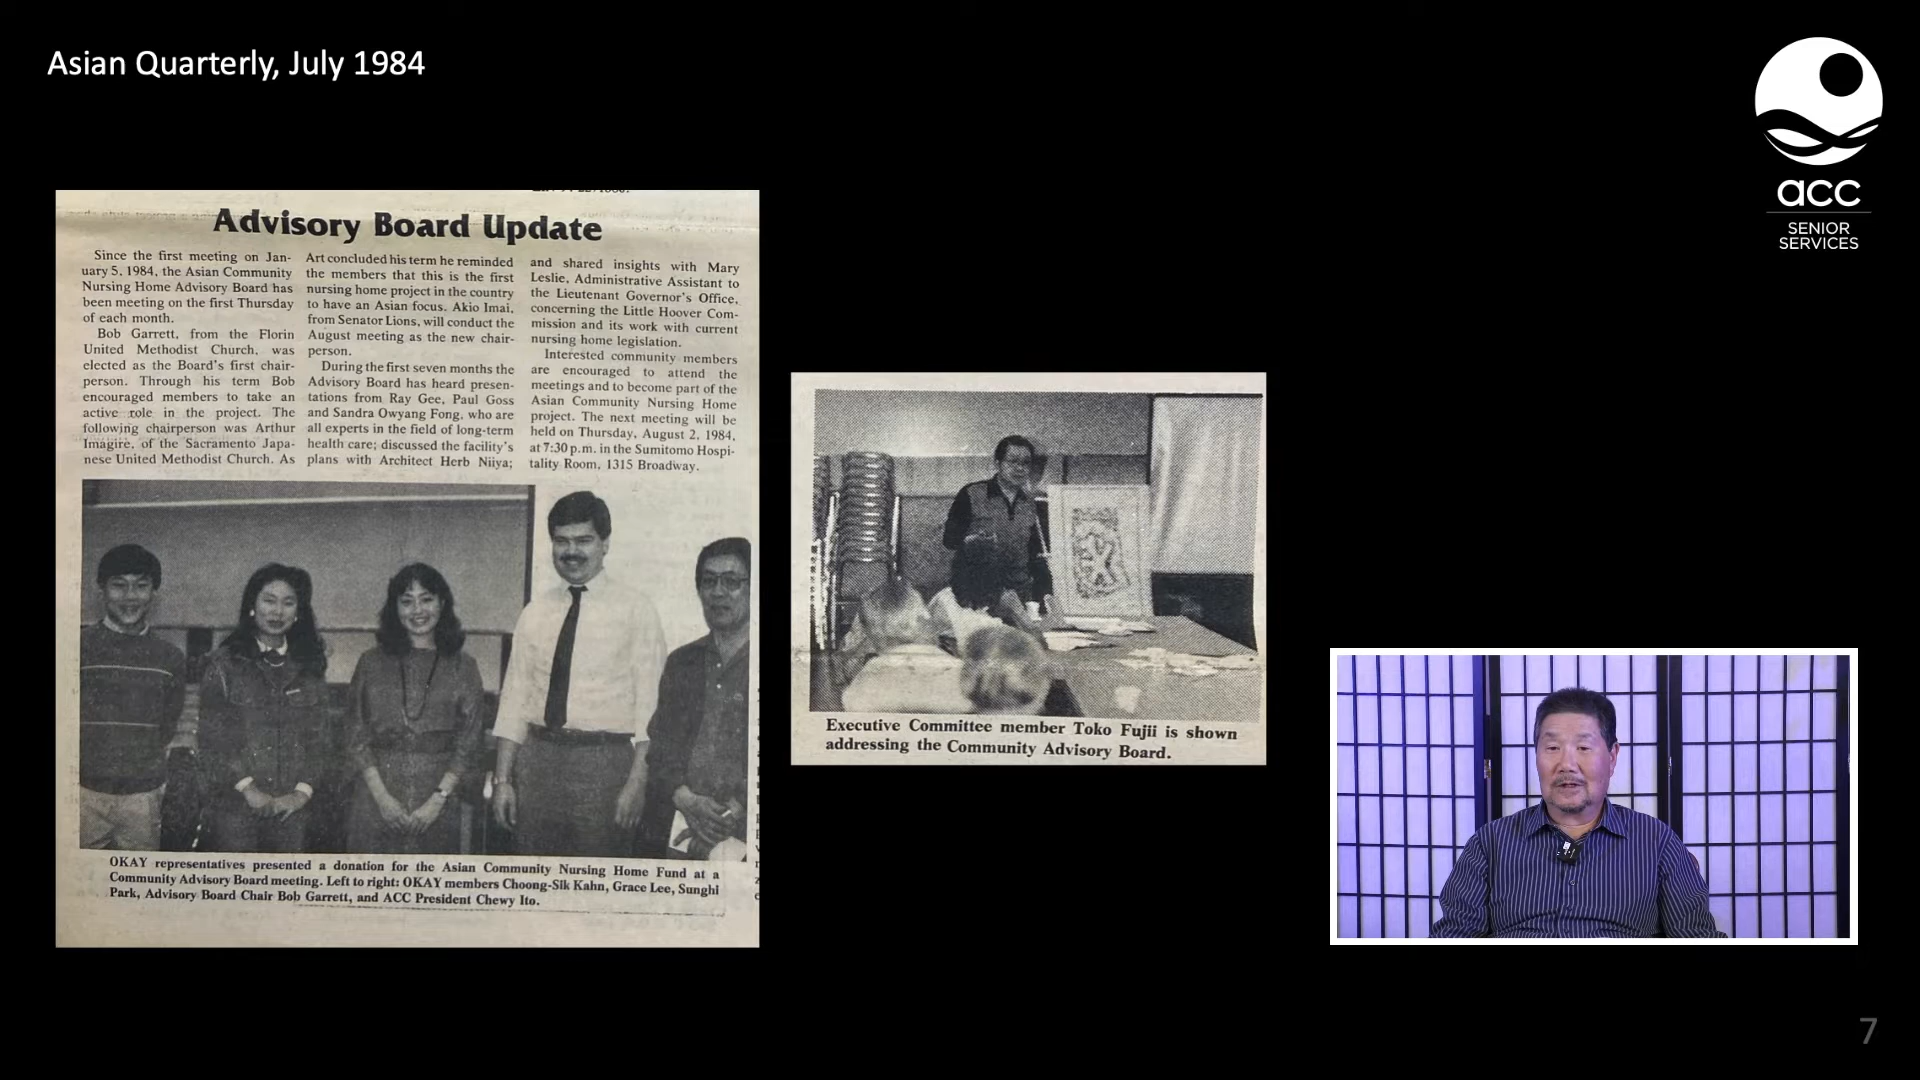 Asian Quarterly, July 1984
acc
SENIOR
SERVICES
Advisory Board Update
Since the first meeting on Jan-
uary 5, 1984, the Asian Community
Nursing Home Advisory Board has
been meeting on the first Thursday
of each month.
Bob Garrett, from the Florin
United Methodist Church, was
elected as the Board's first chair-
person. Through his term Bob
encouraged members to take an
active role in the project. The
following chairperson was Arthur
Imagire, of the Sacramento Japa-
nese United Methodist Church. As
Art concluded his term he reminded
the members that this is the first
nursing home project in the country
to have an Asian focus. Akio Imai,
from Senator Lions, will conduct the
August meeting as the new chair-
person.
During the first seven months the
Advisory Board has heard presen-
tations from Ray Gee, Paul Goss
and Sandra Owyang Fong, who are
all experts in the field of long-term
health care; discussed the facility's
plans with Architect Herb Niiya;
and shared insights with Mary
Leslie, Administrative Assistant to
the Lieutenant Governor's Office,
concerning the Little Hoover Com-
mission and its work with current
nursing home legislation.
Interested community members
are encouraged to attend the
meetings and to become part of the
Asian Community Nursing Home
project. The next meeting will be
held on Thursday, August 2, 1984,
at 7:30 p.m. in the Sumitomo Hospi-
tality Room, 1315 Broadway.
OKAY representatives presented a donation for the Asian Community Nursing Home Fund at a
Community Advisory Board meeting. Left to right: OKAY members Choong-Sik Kahn, Grace Lee, Sunghi
Park, Advisory Board Chair Bob Garrett, and ACC President Chewy Ito.
Executive Committee member Toko Fujii is shown
addressing the Community Advisory Board.
7